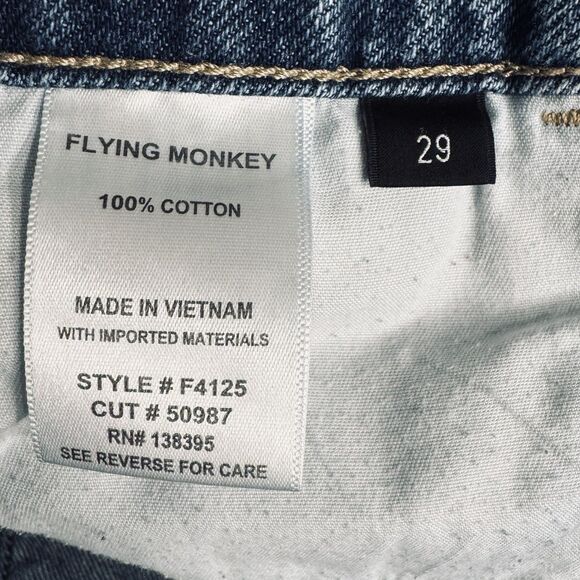 FLYING MONKEY
100% COTTON
MADE IN VIETNAM
WITH IMPORTED MATERIALS
STYLE # F4125
CUT # 50987
RN# 138395
SEE REVERSE FOR CARE
29